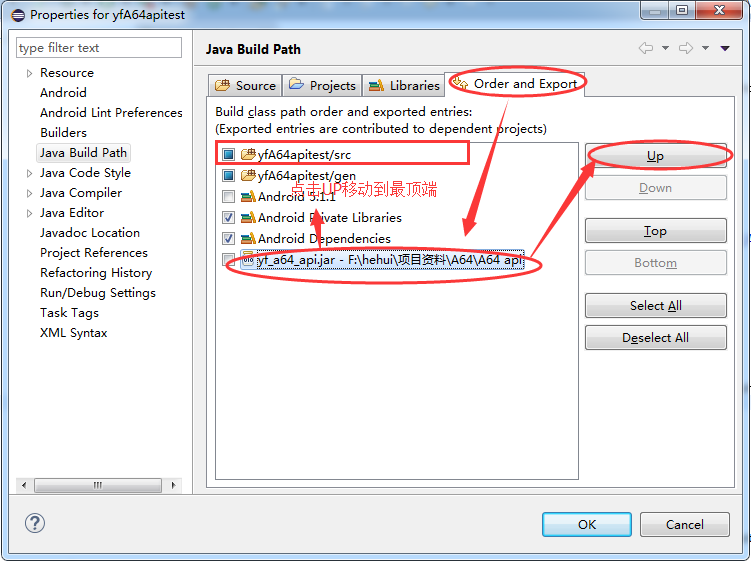 Properties for yfA64apitest
type filter text
Resource
Android
Android Lint Preferences
Builders
Java Build Path
Java Code Style
Java Compiler
Java Editor
Javadoc Location
Project References
Refactoring History
Run/Debug Settings
Task Tags
XML Syntax
Java Build Path
Source
Projects
Libraries
Order and Export
Build class path order and exported entries:
(Exported entries are contributed to dependent projects)
yfA64apitest/src
yfA64apitest/gen
点击UP移动到最顶端
Android 5.1.1
Android Private Libraries
Android Dependencies
yf_a64_api.jar - F:\hehui\项目资料\A64\A64 api
Up
Down
Top
Bottom
Select All
Deselect All
OK
Cancel